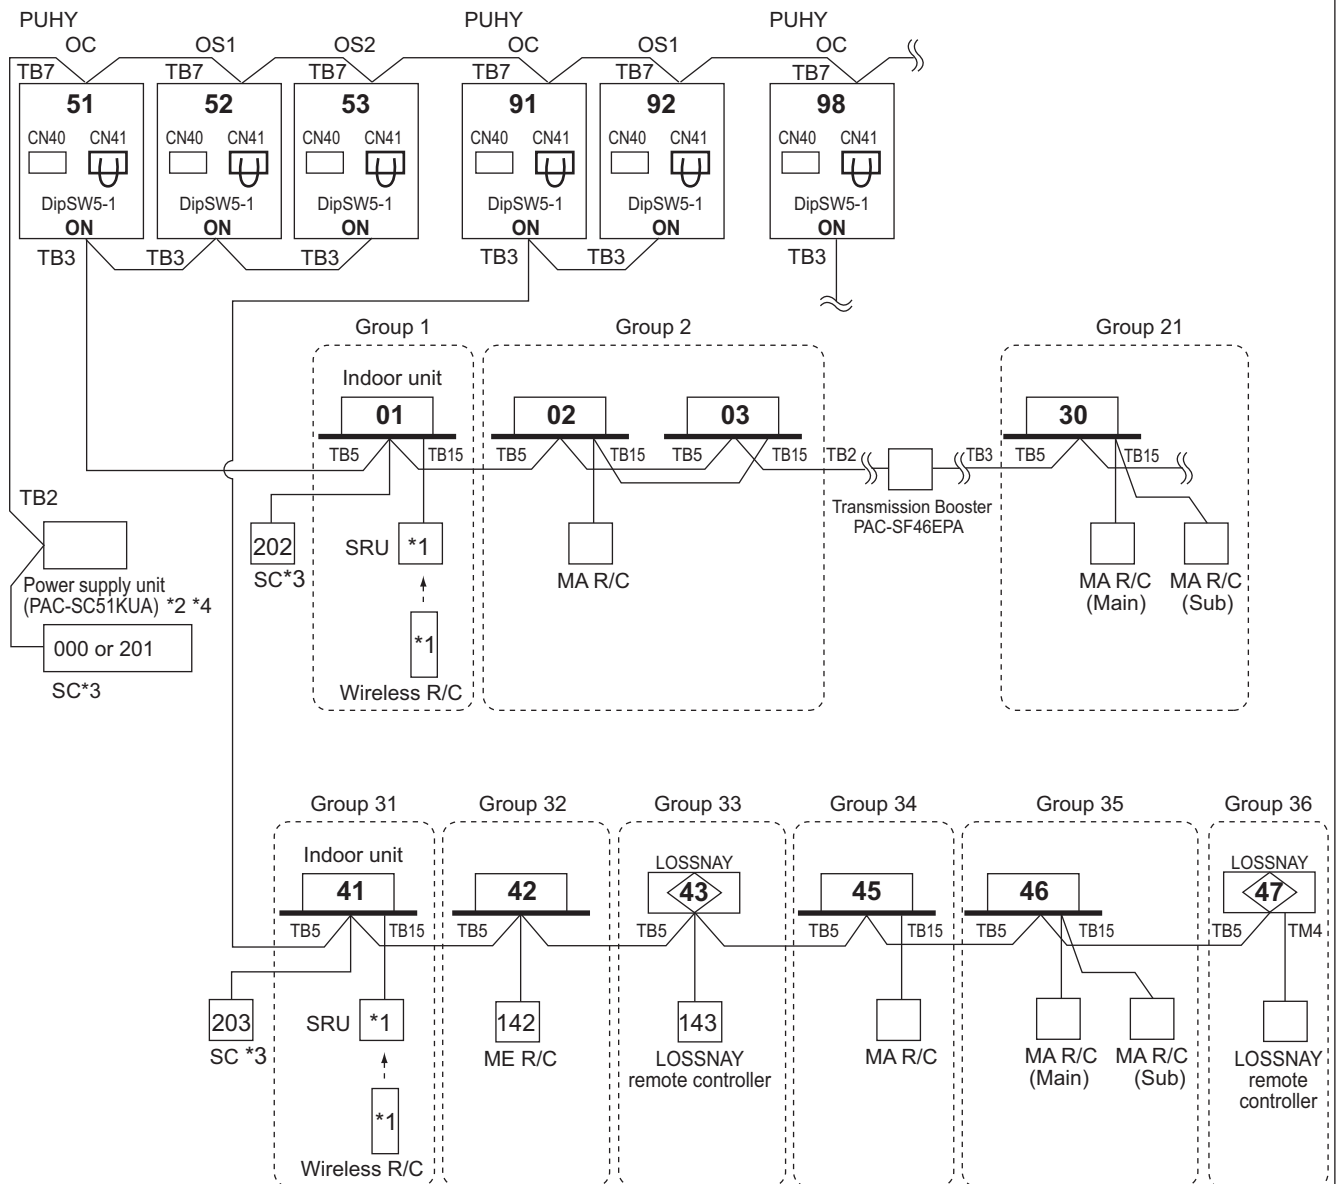 PUHY PUHY PUHY
OC OS1 OS2 OC OS1 OC
TB7 TB7 TB7 TB7 TB7 TB7
51 52 53 91 92 98
CN40 CN41 CN40 CN41 CN40 CN41 CN40 CN41 CN40 CN41 CN40 CN41
DipSW5-1 DipSW5-1 DipSW5-1 DipSW5-1 DipSW5-1 DipSW5-1
ON ON ON ON ON ON
TB3 TB3 TB3 TB3 TB3 TB3
Group 1 Group 2 Group 21
Indoor unit
01 02 03 30
TB5 TB15 TB5 TB15 TB5 TB15 TB2 TB3 TB5 TB15
Transmission Booster
PAC-SF46EPA
TB2
202 SRU *1
SC*3 MA R/C MA R/C MA R/C
(Main) (Sub)
Power supply unit
(PAC-SC51KUA) *2 *4
000 or 201
SC*3
*1
Wireless R/C
Group 31 Group 32 Group 33 Group 34 Group 35 Group 36
Indoor unit LOSSNAY LOSSNAY
41 42 43 45 46 47
TB5 TB15 TB5 TB5 TB5 TB15 TB5 TB15 TB5 TM4
203 SRU *1 142 143
SC *3 ME R/C LOSSNAY MA R/C MA R/C MA R/C LOSSNAY
remote controller (Main) (Sub) remote
controller
*1
Wireless R/C